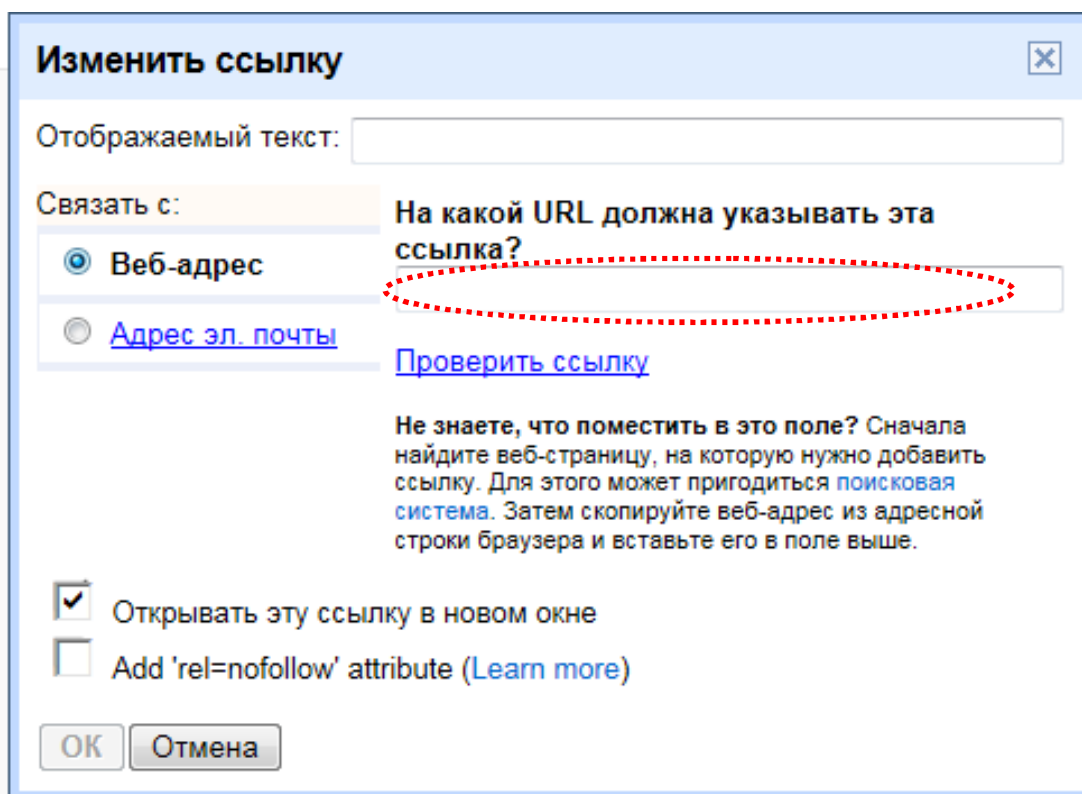 Изменить ссылку
Отображаемый текст:
Связать с:
Веб-адрес
Адрес эл. почты
На какой URL должна указывать эта
ссылка?
Проверить ссылку
Не знаете, что поместить в это поле? Сначала
найдите веб-страницу, на которую нужно добавить
ссылку. Для этого может пригодиться поисковая
система. Затем скопируйте веб-адрес из адресной
строки браузера и вставьте его в поле выше.
Открывать эту ссылку в новом окне
Add 'rel=nofollow' attribute (Learn more)
ОК Отмена